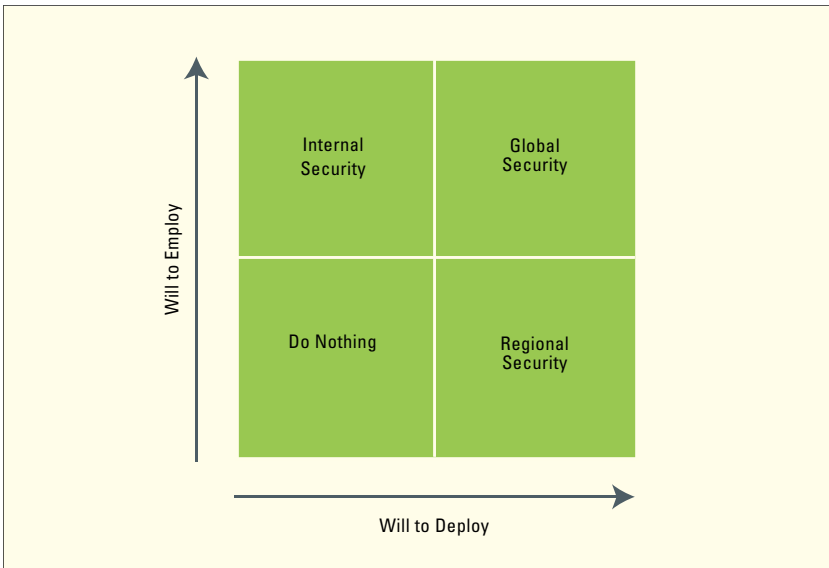 Internal
Security
Global
Security
Will to Employ
Do Nothing
Regional
Security
Will to Deploy